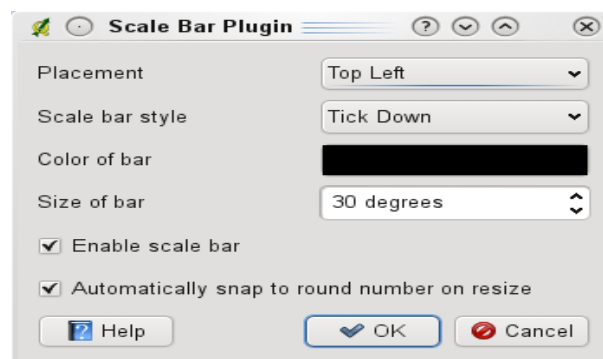 Scale Bar Plugin
Placement Top Left
Scale bar style Tick Down
Color of bar
Size of bar 30 degrees
Enable scale bar
Automatically snap to round number on resize
Help OK Cancel